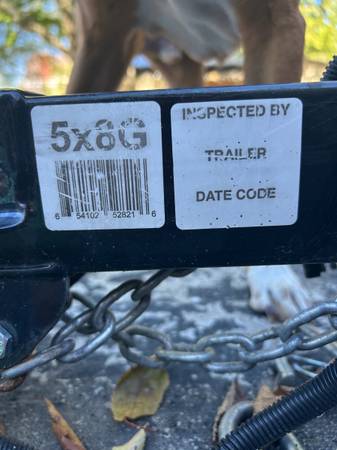 5x8G
6 54102 52821 6
INSPECTED BY
TRAILER
DATE CODE